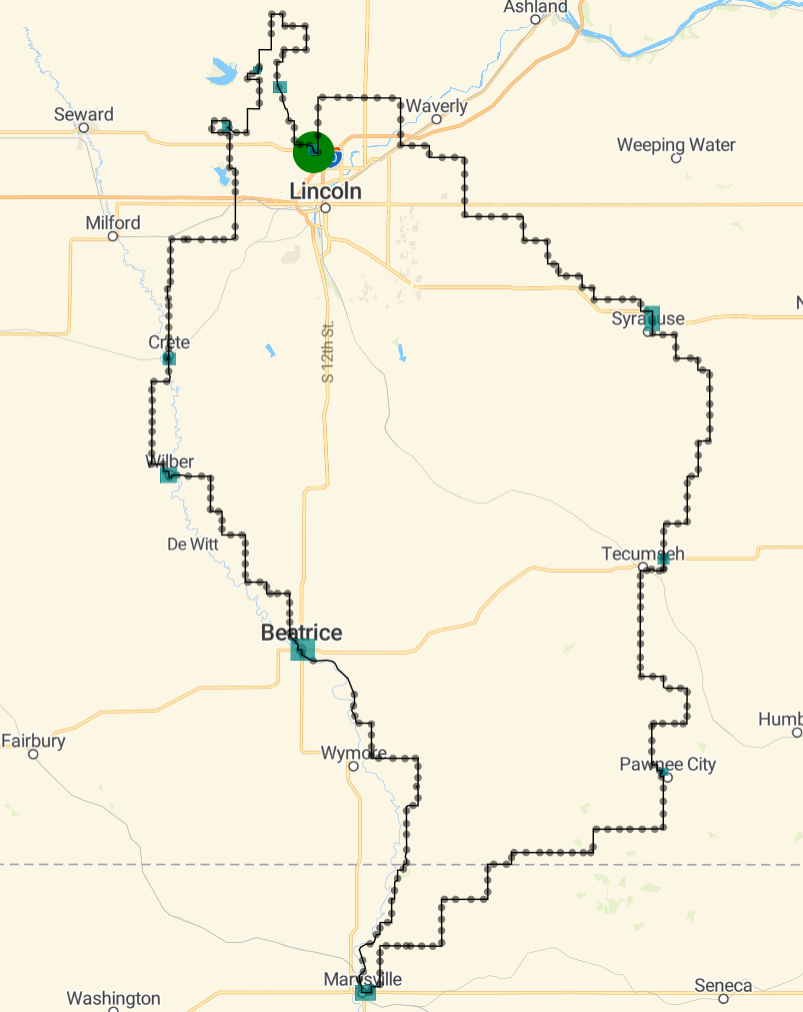 Ashland
Waverly
Seward
Weeping Water
Lincoln
Milford
Syracuse
Crete
S 12th St.
Wilber
De Witt
Tecumseh
Beatrice
Humb
Fairbury
Wymore
Pawnee City
Marysville
Seneca
Washington